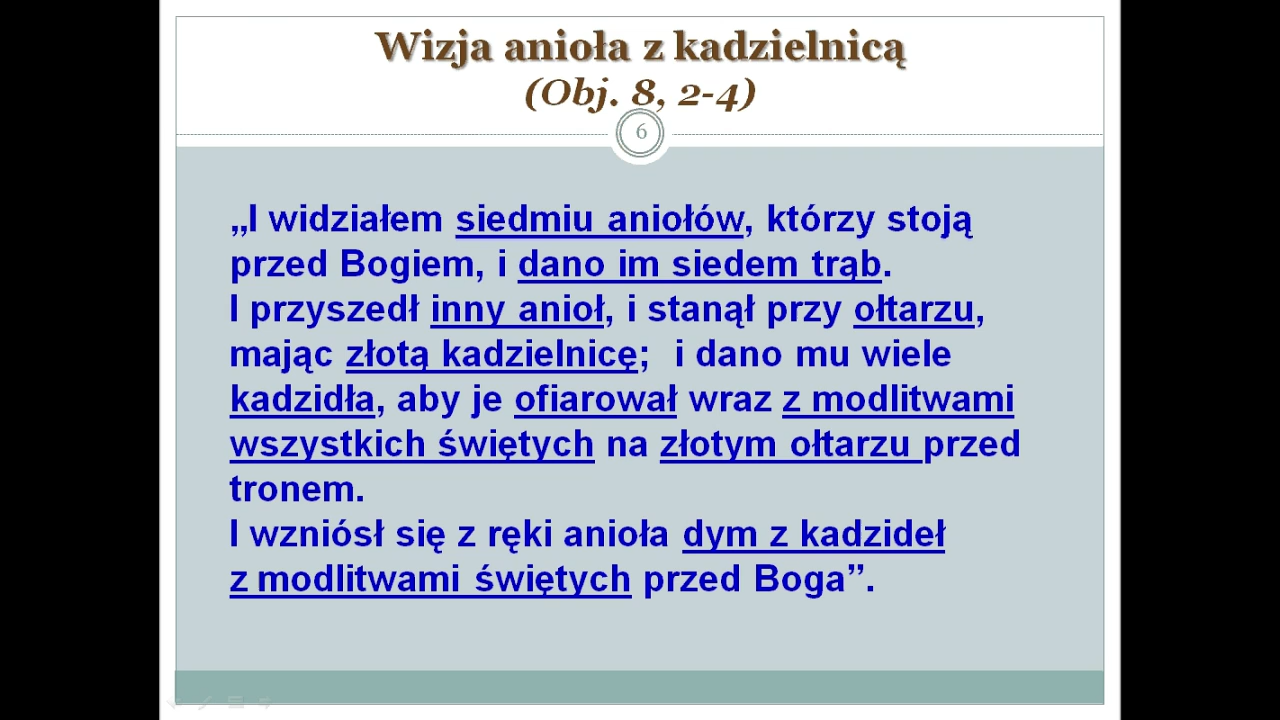 Wizja anioła z kadzielnicą
(Obj. 8, 2-4)
6
„I widziałem siedmiu aniołów, którzy stoją
przed Bogiem, i dano im siedem trąb.
I przyszedł inny anioł, i stanął przy ołtarzu,
mając złotą kadzielnicę;  i dano mu wiele
kadzidła, aby je ofiarował wraz z modlitwami
wszystkich świętych na złotym ołtarzu przed
tronem.
I wzniósł się z ręki anioła dym z kadzideł
z modlitwami świętych przed Boga”.